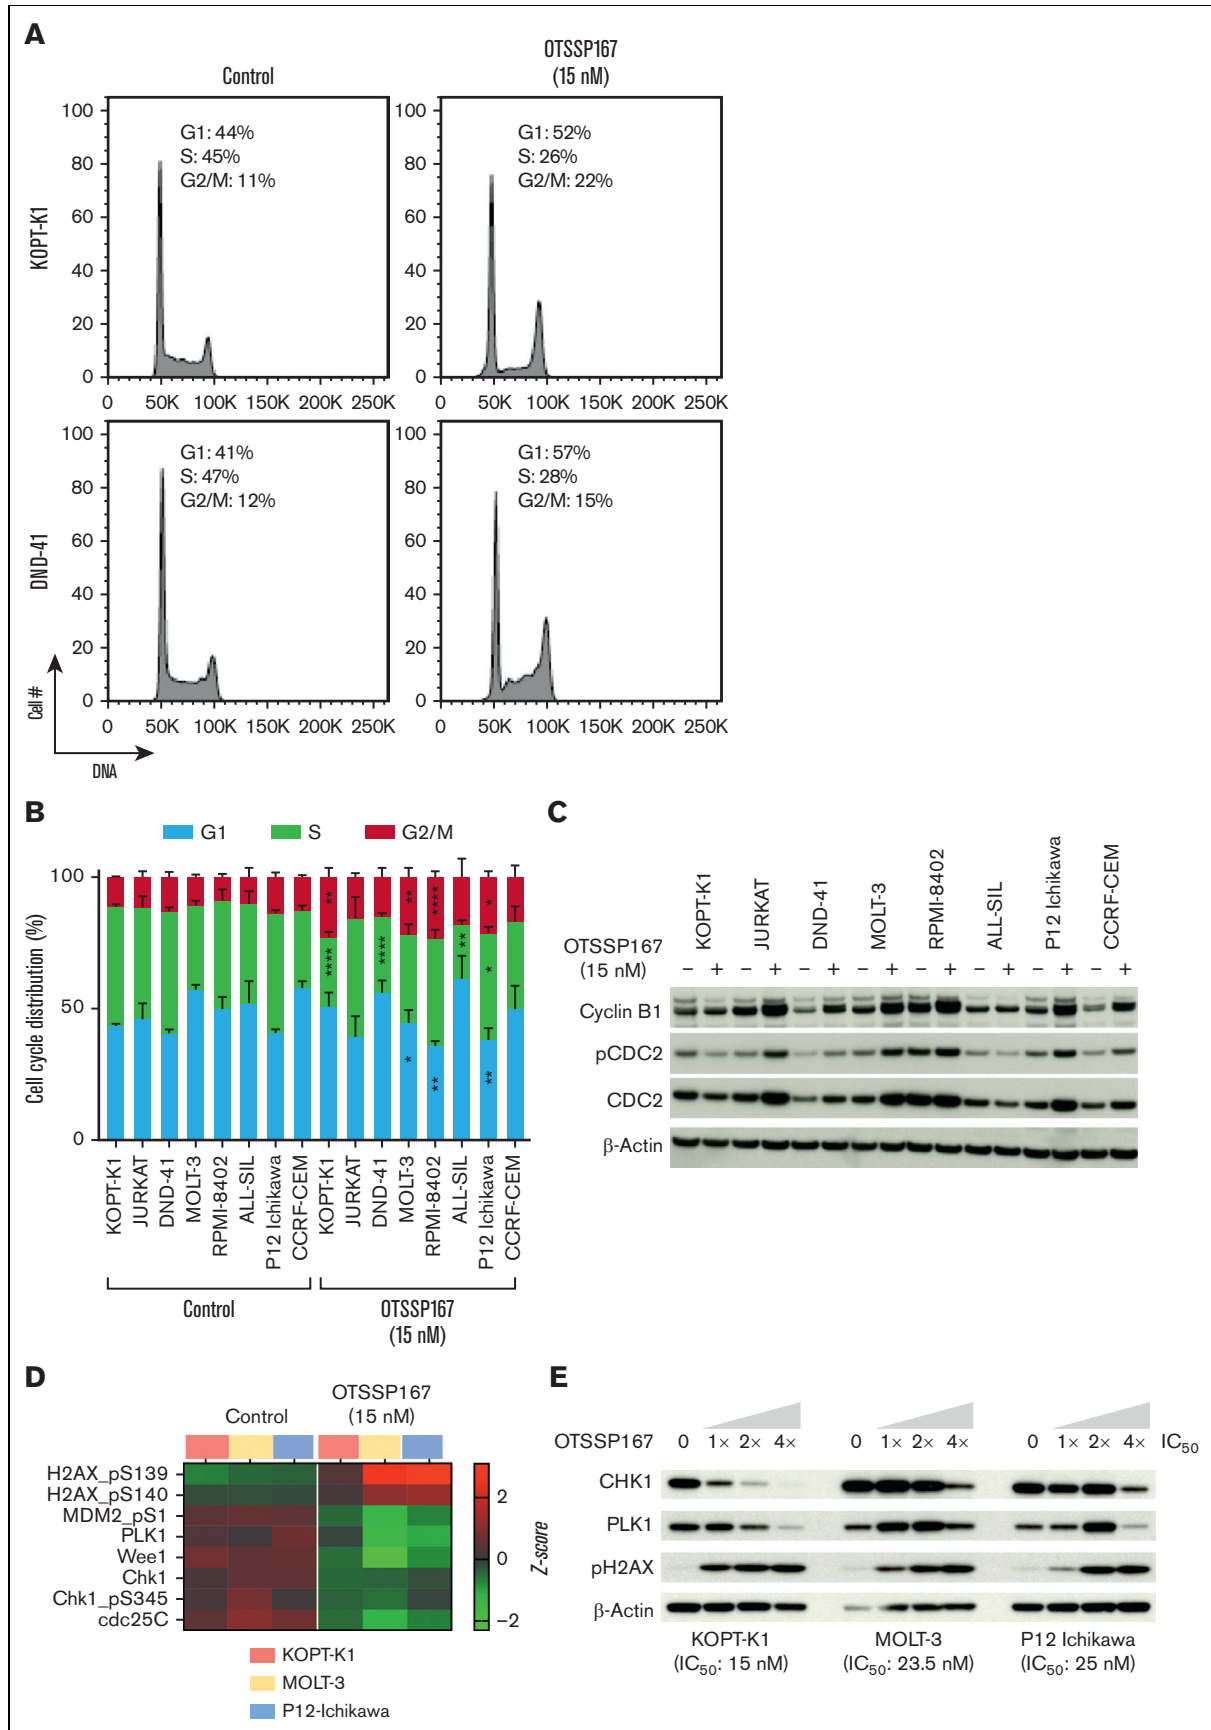 A
Control
OTSSP167
(15 nM)
KOPT-K1
100
80
60
40
20
0
G1: 44%
S: 45%
G2/M: 11%
0 50K 100K 150K 200K 250K
100
80
60
40
20
0
G1: 52%
S: 26%
G2/M: 22%
0 50K 100K 150K 200K 250K
DND-41
100
80
60
40
20
0
G1: 41%
S: 47%
G2/M: 12%
0 50K 100K 150K 200K 250K
100
80
60
40
20
0
G1: 57%
S: 28%
G2/M: 15%
0 50K 100K 150K 200K 250K
Cell #
DNA
B
G1 S G2/M
Cell cycle distribution (%)
100
50
0
** ** **** *
**** **** ** *
* ** **
KOPT-K1 JURKAT DND-41 MOLT-3 RPMI-8402 ALL-SIL P12 Ichikawa CCRF-CEM KOPT-K1 JURKAT DND-41 MOLT-3 RPMI-8402 ALL-SIL P12 Ichikawa CCRF-CEM
Control
OTSSP167
(15 nM)
C
KOPT-K1 JURKAT DND-41 MOLT-3 RPMI-8402 ALL-SIL P12 Ichikawa CCRF-CEM
OTSSP167
(15 nM) – + – + – + – + – + – + – + – +
Cyclin B1
pCDC2
CDC2
β-Actin
D
Control
OTSSP167
(15 nM)
H2AX_pS139
H2AX_pS140
MDM2_pS1
PLK1
Wee1
Chk1
Chk1_pS345
cdc25C
2
0
–2
Z-score
KOPT-K1
MOLT-3
P12-Ichikawa
E
OTSSP167 0 1× 2× 4× 0 1× 2× 4× 0 1× 2× 4× IC50
CHK1
PLK1
pH2AX
β-Actin
KOPT-K1
(IC50: 15 nM)
MOLT-3
(IC50: 23.5 nM)
P12 Ichikawa
(IC50: 25 nM)